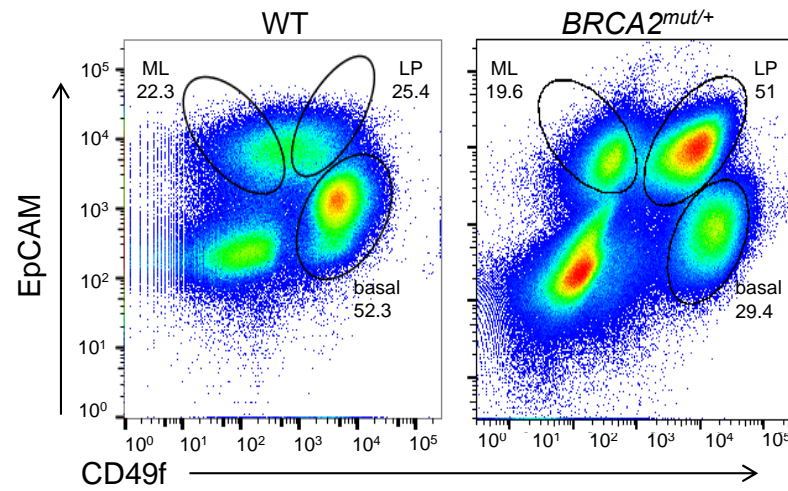 WT
BRCA2mut/+
ML
22.3
LP
25.4
basal
52.3
ML
19.6
LP
51
basal
29.4
EpCAM
10⁵
10⁴
10³
10²
10¹
10⁰
10⁰ 10¹ 10² 10³ 10⁴ 10⁵
10⁰ 10¹ 10² 10³ 10⁴ 10⁵
CD49f